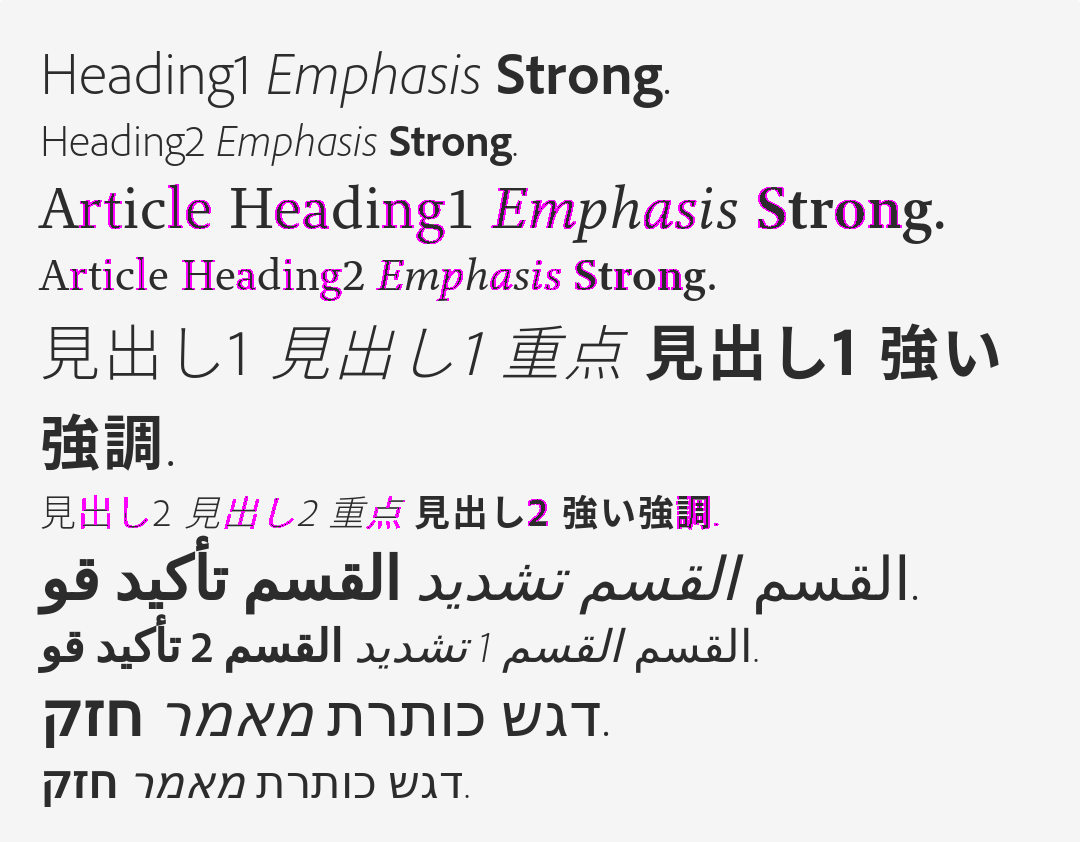 Heading1 Emphasis Strong.
Heading2 Emphasis Strong.
Article Heading1 Emphasis Strong.
Article Heading2 Emphasis Strong.
見出し1 見出し1 重点 見出し1 強い
強調.
見出し2 見出し2 重点 見出し2 強い強調.
القسم القسم تشديد القسم تأكيد قو.
القسم القسم 1 تشديد القسم 2 تأكيد قو.
דגש כותרת מאמר חזק.
דגש כותרת מאמר חזק.